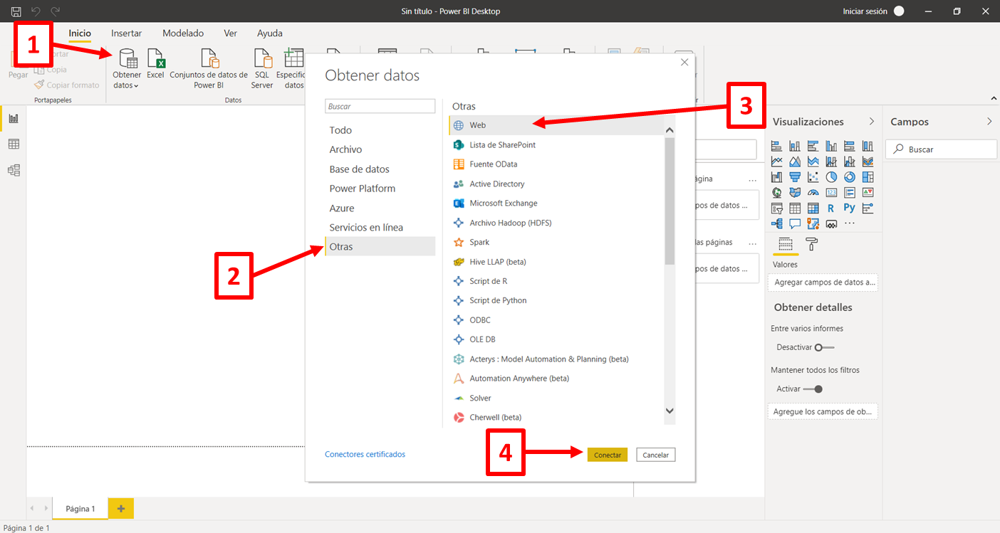 Sin título - Power BI Desktop
Iniciar sesión
Inicio
Insertar
Modelado
Ver
Ayuda
1
Pegar
Copia
Copiar formato
Portapapeles
Obtener
datos
Excel
Conjuntos de datos de
Power BI
SQL
Server
datos
Datos
Obtener datos
Buscar
Todo
Archivo
Base de datos
Power Platform
Azure
Servicios en línea
Otras
2
Otras
Web
3
Lista de SharePoint
Fuente OData
Active Directory
Microsoft Exchange
Archivo Hadoop (HDFS)
Spark
Hive LLAP (beta)
Script de R
Script de Python
ODBC
OLE DB
Acterys : Model Automation & Planning (beta)
Automation Anywhere (beta)
Solver
Cherwell (beta)
Conectores certificados
4
Conectar
Cancelar
...
de datos ...
...
las páginas
de datos ...
Visualizaciones
123
R
Py
...
Valores
Agregar campos de datos a...
Obtener detalles
Entre varios informes
Desactivar
Mantener todos los filtros
Activar
Agregue los campos de ob...
Campos
Buscar
Página 1
+
Página 1 de 1